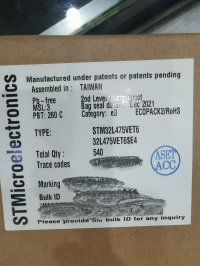 STMicroelectronics
Manufactured under patents or patents pending
Assembled in: TAIWAN
Pb-free 2nd Level
MSL:3 Bag seal Dec 2021
PBT: 260 C Category: e3 ECOPACK2/RoHS
TYPE: STM32L475VET6
32L475VET6SE4
Total Qty: 540
Trace codes
Marking
Bulk ID
ASET
ACC
Please provide the bulk ID for any inquiry